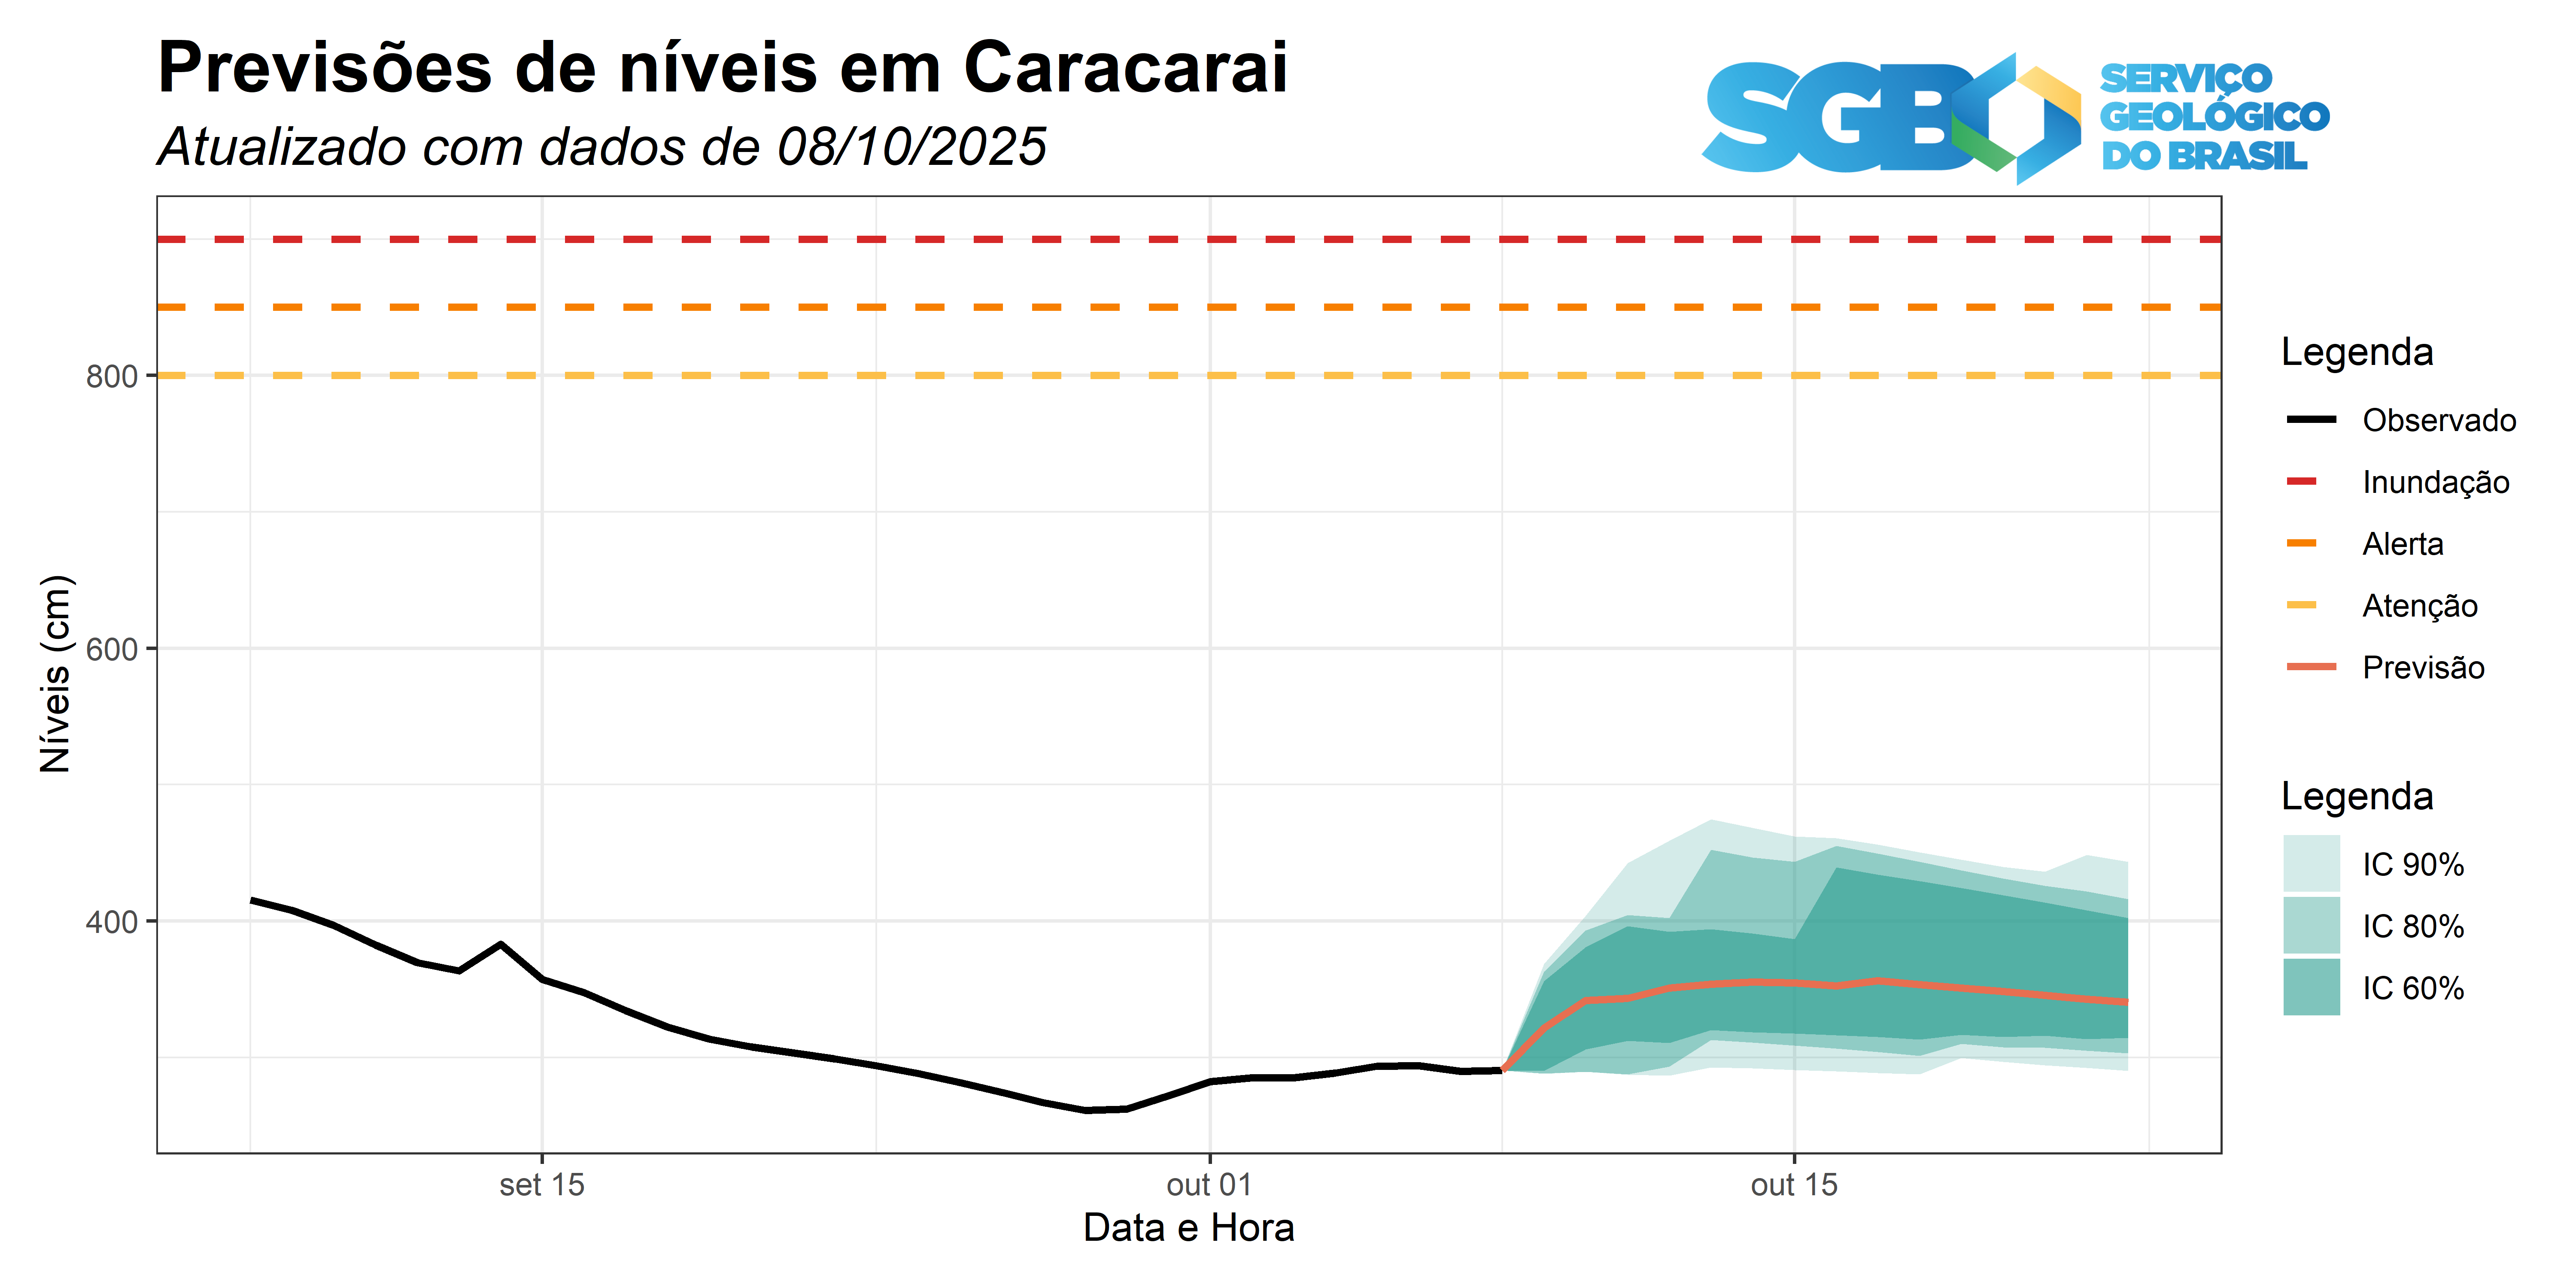 Previsões de níveis em Caracarai
Atualizado com dados de 08/10/2025
SGB
SERVIÇO
GEOLÓGICO
DO BRASIL
Níveis (cm)
800
600
400
set 15
out 01
out 15
Data e Hora
Legenda
Observado
Inundação
Alerta
Atenção
Previsão
Legenda
IC 90%
IC 80%
IC 60%